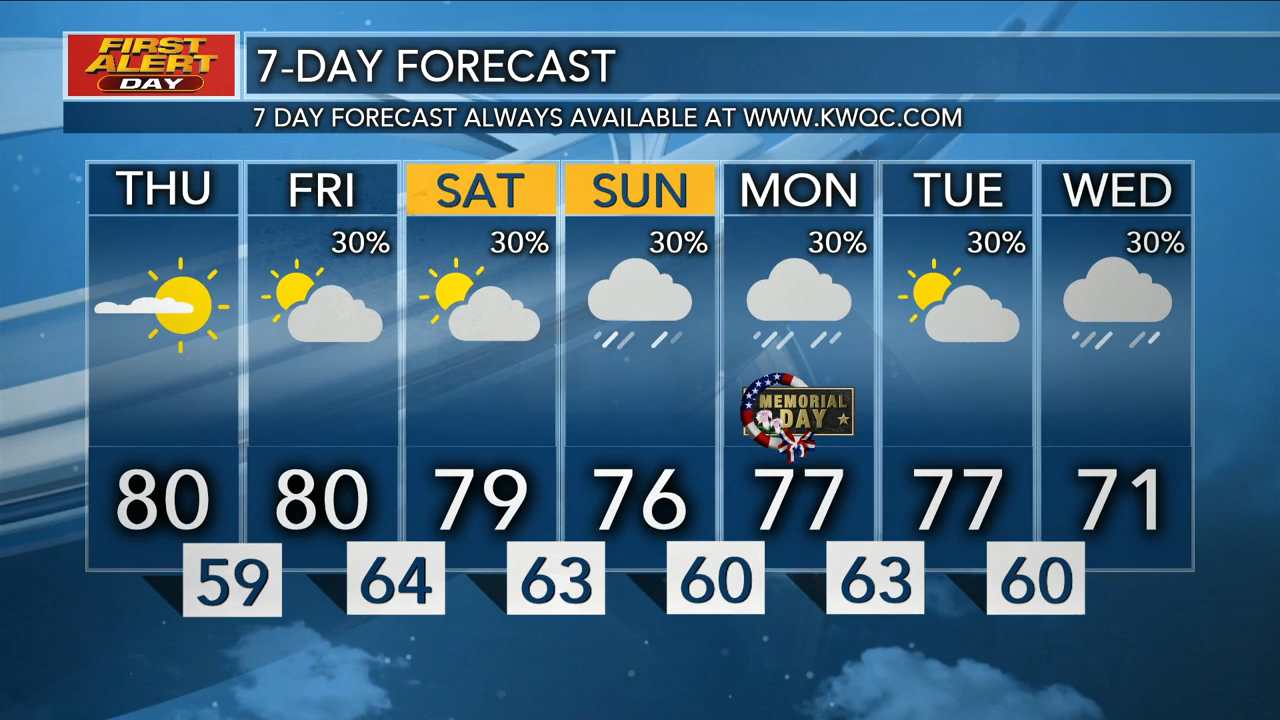 FIRST
ALERT
DAY
7-DAY FORECAST
7 DAY FORECAST ALWAYS AVAILABLE AT WWW.KWQC.COM
THU FRI SAT SUN MON TUE WED
30% 30% 30% 30% 30% 30%
MEMORIAL
DAY
80 80 79 76 77 77 71
59 64 63 60 63 60